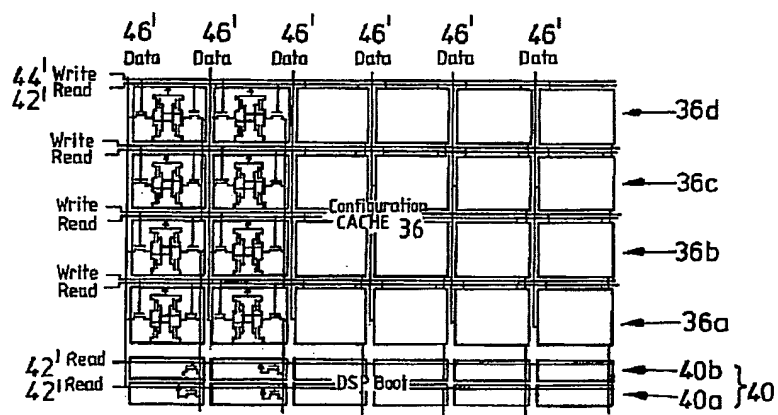 46' 46' 46' 46' 46' 46'
Data Data Data Data Data Data
44' Write
42' Read
36d
Write
Read
36c
Configuration
CACHE 36
Write
Read
36b
Write
Read
36a
42' Read
40b
42' Read
DSP Boot
40a
40